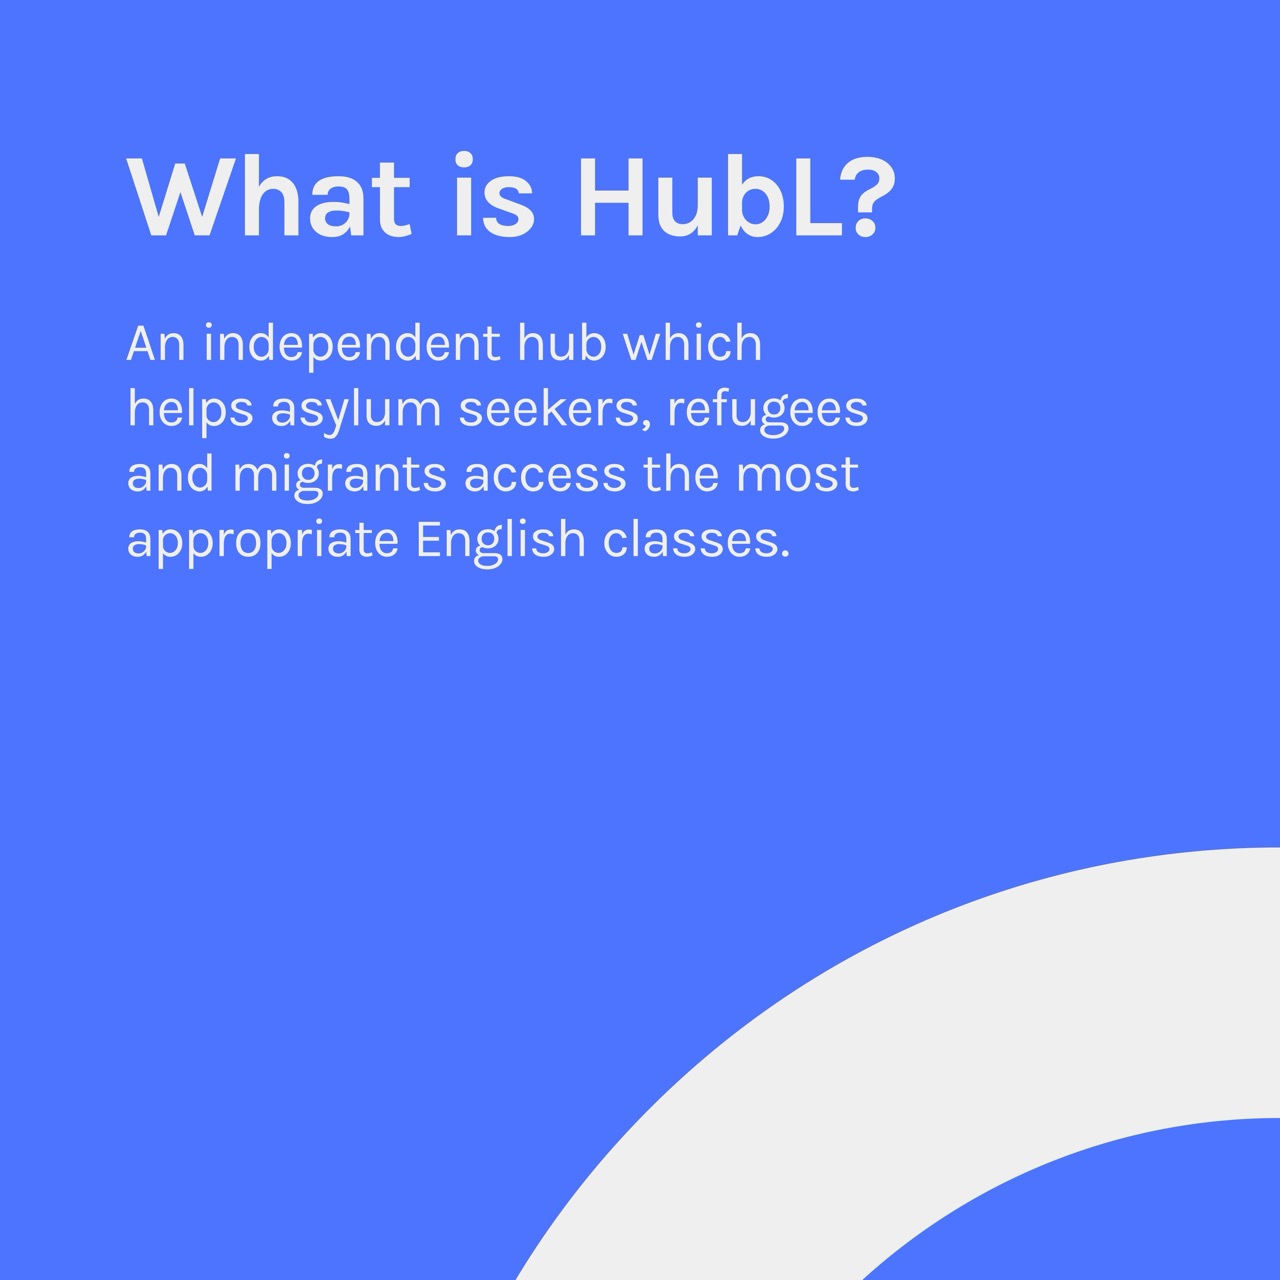 What is HubL?
An independent hub which
helps asylum seekers, refugees
and migrants access the most
appropriate English classes.